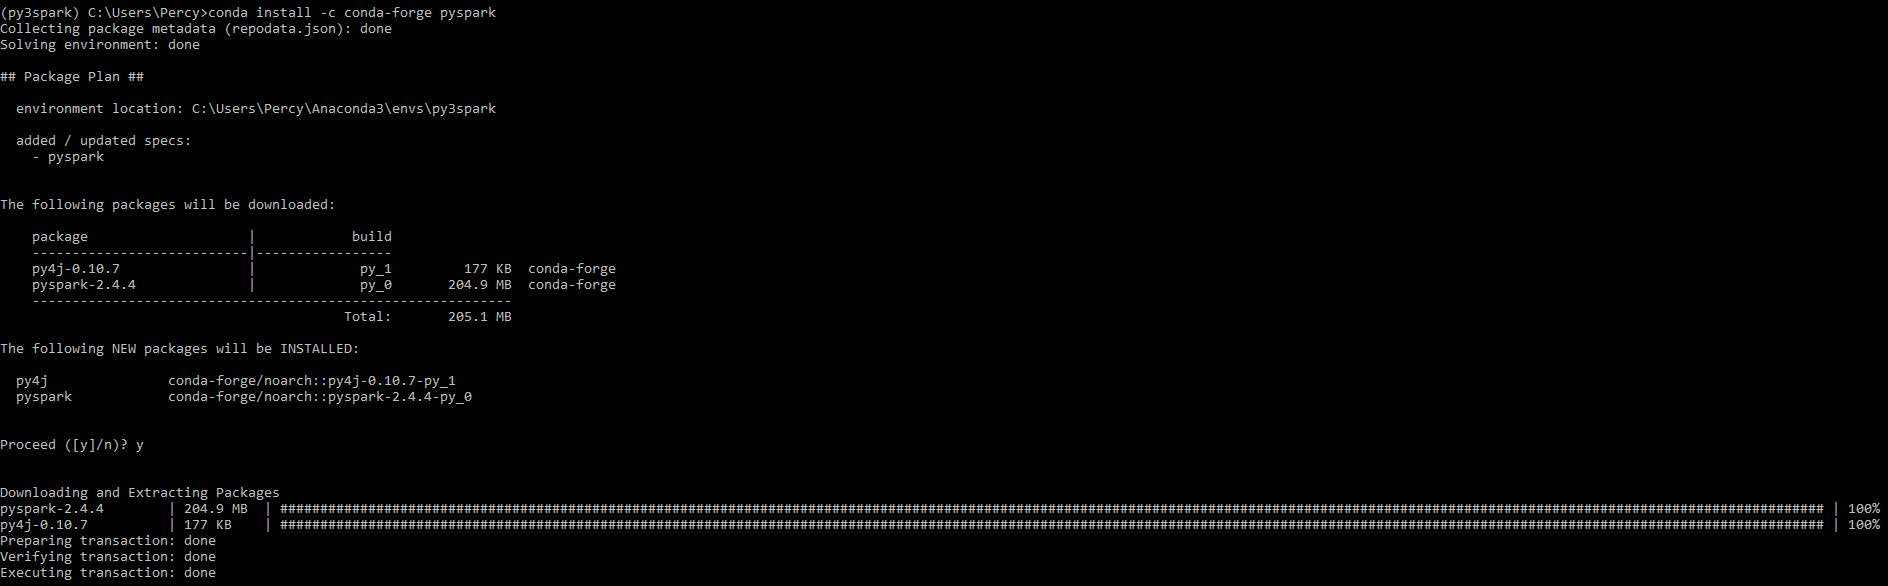 (py3spark) C:\Users\Percy>conda install -c conda-forge pyspark
Collecting package metadata (repodata.json): done
Solving environment: done
## Package Plan ##
environment location: C:\Users\Percy\Anaconda3\envs\py3spark
added / updated specs:
- pyspark
The following packages will be downloaded:
package | build
---------------------------|-----------------
py4j-0.10.7 | py_1 177 KB conda-forge
pyspark-2.4.4 | py_0 204.9 MB conda-forge
------------------------------------------------------------
Total: 205.1 MB
The following NEW packages will be INSTALLED:
py4j conda-forge/noarch::py4j-0.10.7-py_1
pyspark conda-forge/noarch::pyspark-2.4.4-py_0
Proceed ([y]/n)? y
Downloading and Extracting Packages
pyspark-2.4.4 | 204.9 MB | ################################################################################################################################################################################################# | 100%
py4j-0.10.7 | 177 KB | ################################################################################################################################################################################################# | 100%
Preparing transaction: done
Verifying transaction: done
Executing transaction: done